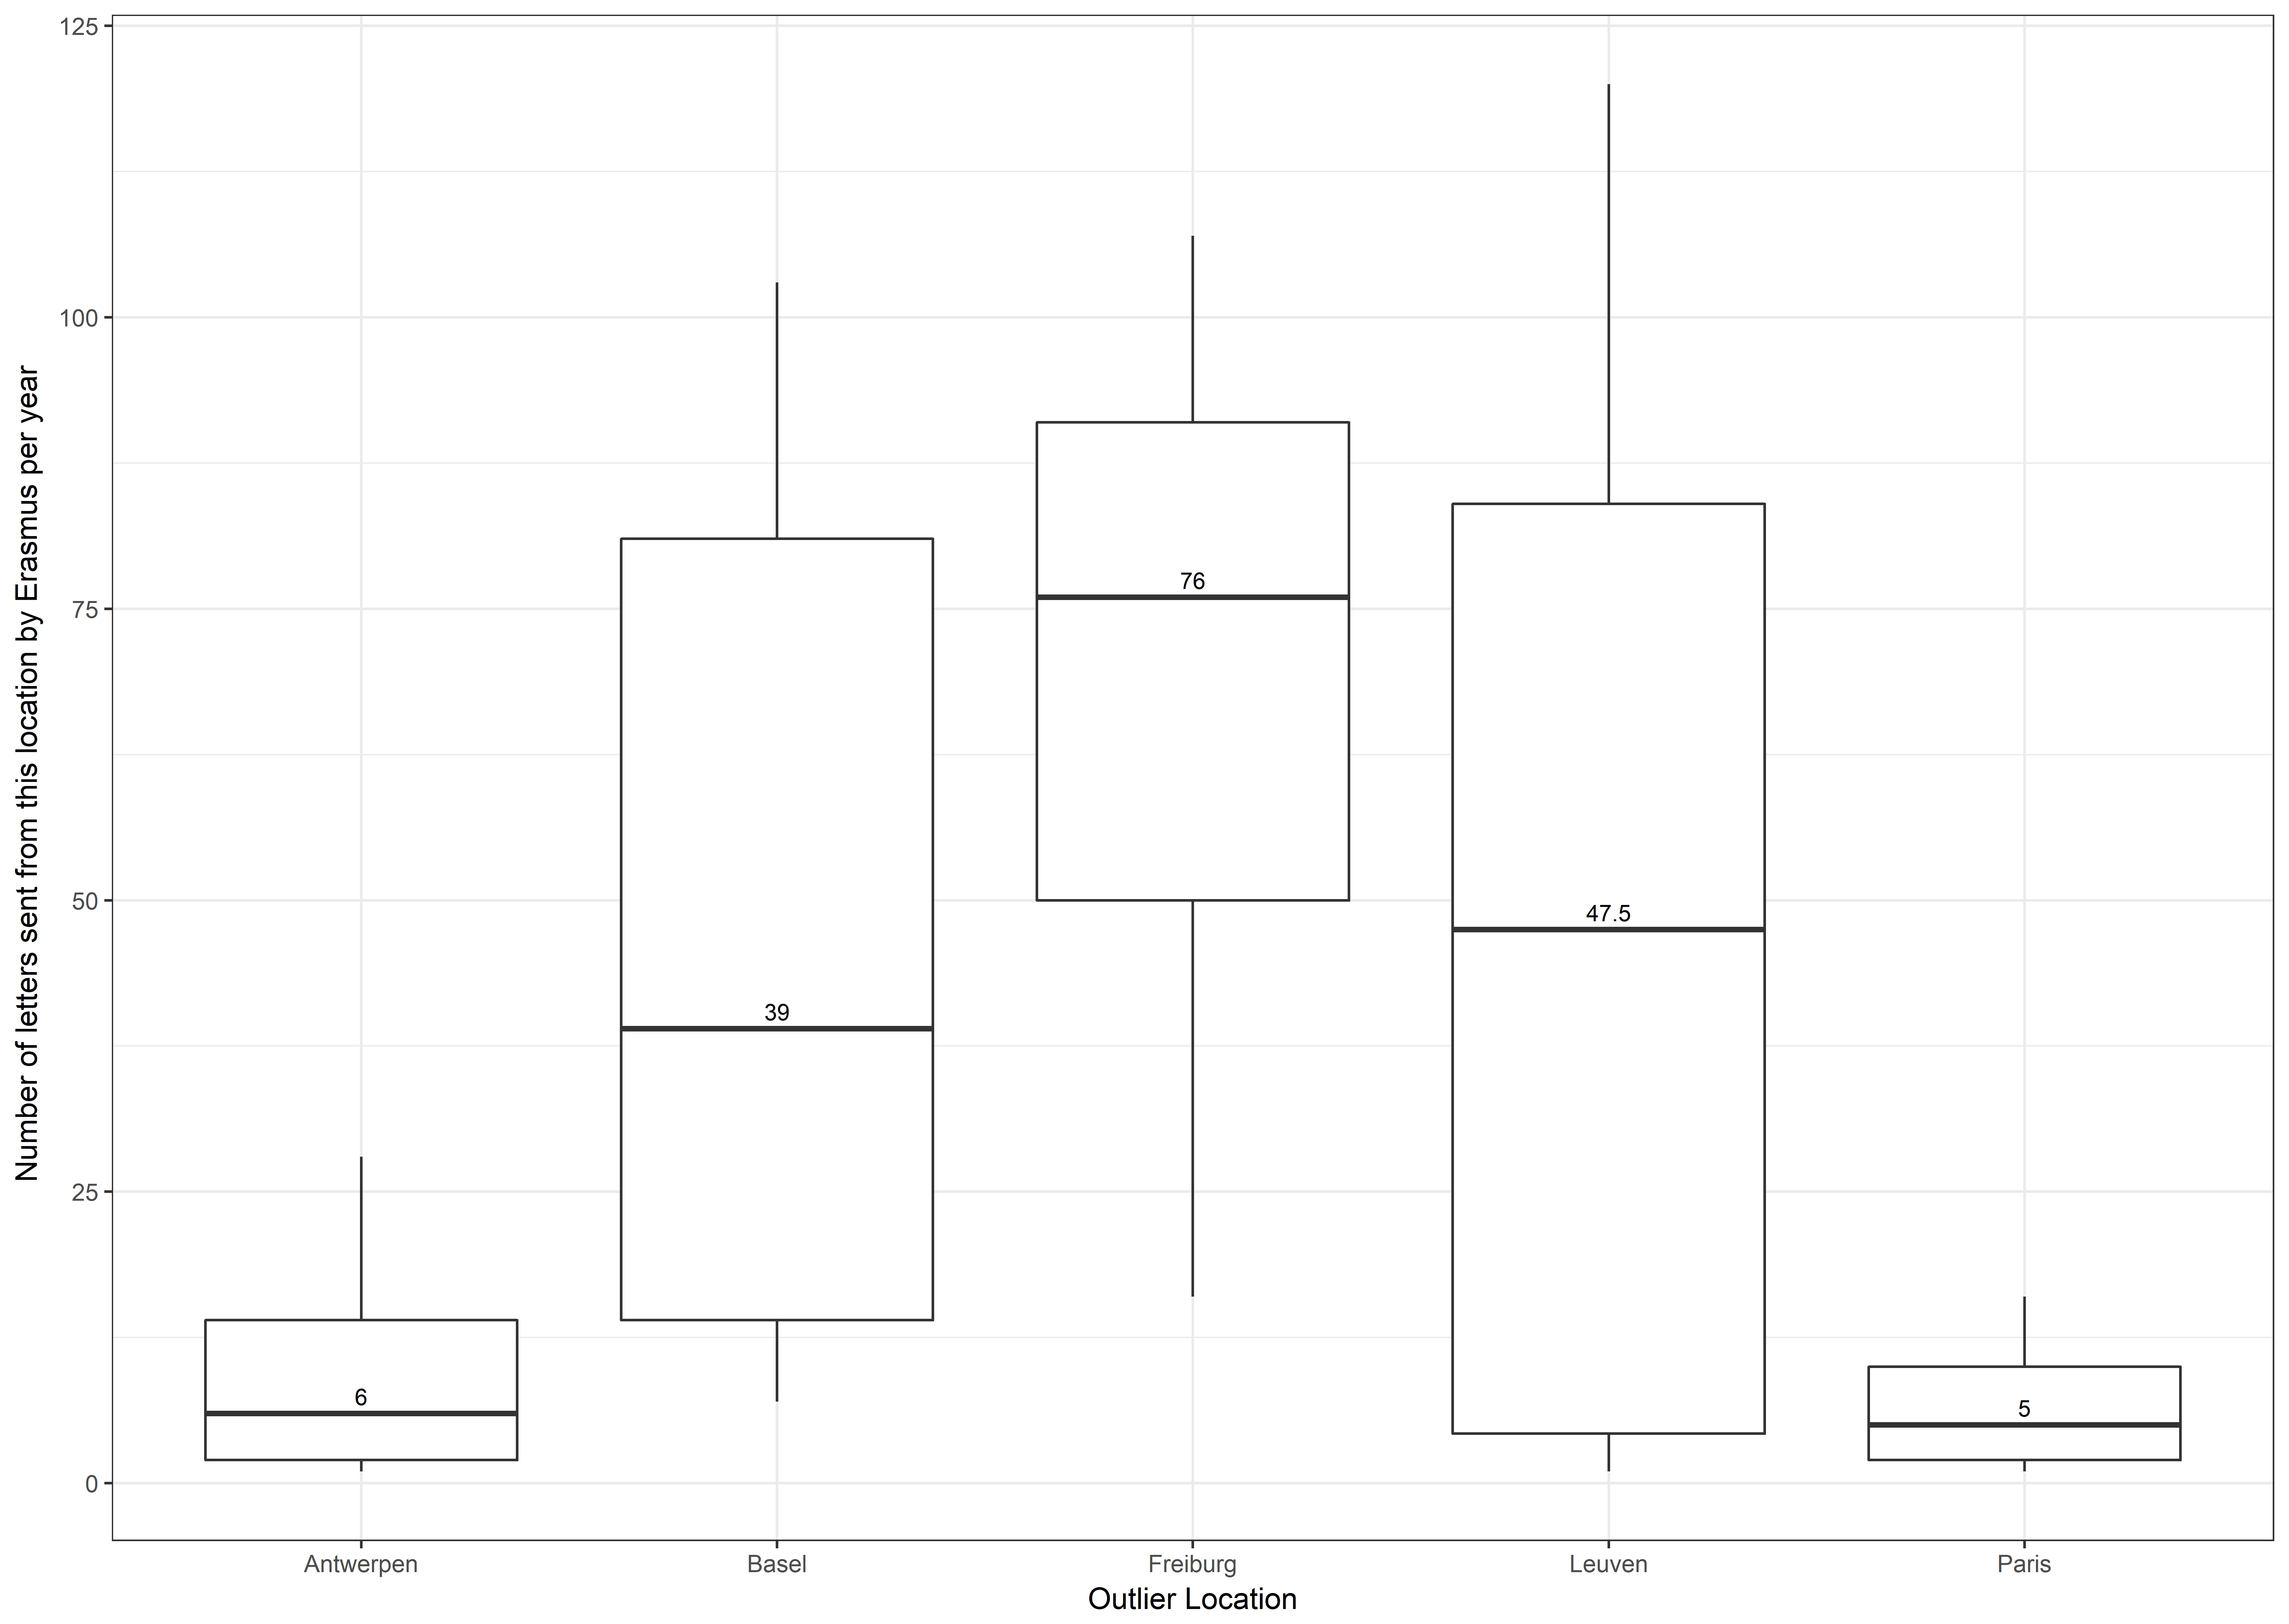 Number of letters sent from this location by Erasmus per year
125
100
75
50
25
0
6
39
76
47.5
5
Antwerpen
Basel
Freiburg
Leuven
Paris
Outlier Location